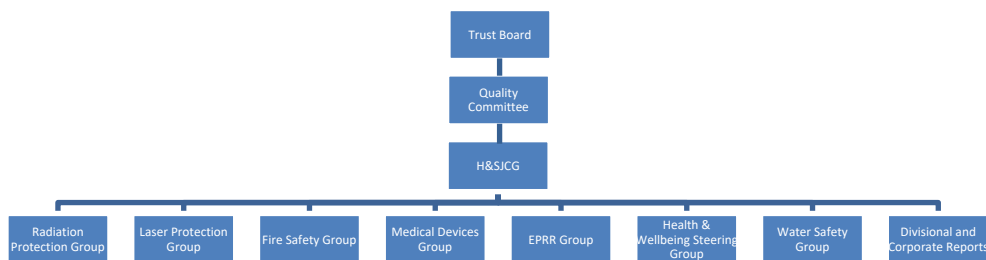 Trust Board
Quality
Committee
H&SJCG
Radiation
Protection Group
Laser Protection
Group
Fire Safety Group
Medical Devices
Group
EPRR Group
Health &
Wellbeing Steering
Group
Water Safety
Group
Divisional and
Corporate Reports